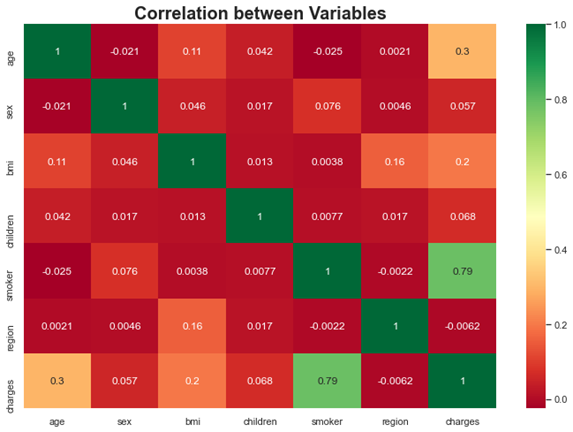 Correlation between Variables
age 1 -0.021 0.11 0.042 -0.025 0.0021 0.3
sex -0.021 1 0.046 0.017 0.076 0.0046 0.057
bmi 0.11 0.046 1 0.013 0.0038 0.16 0.2
children 0.042 0.017 0.013 1 0.0077 0.017 0.068
smoker -0.025 0.076 0.0038 0.0077 1 -0.0022 0.79
region 0.0021 0.0046 0.16 0.017 -0.0022 1 -0.0062
charges 0.3 0.057 0.2 0.068 0.79 -0.0062 1
age sex bmi children smoker region charges
1.0
0.8
0.6
0.4
0.2
0.0